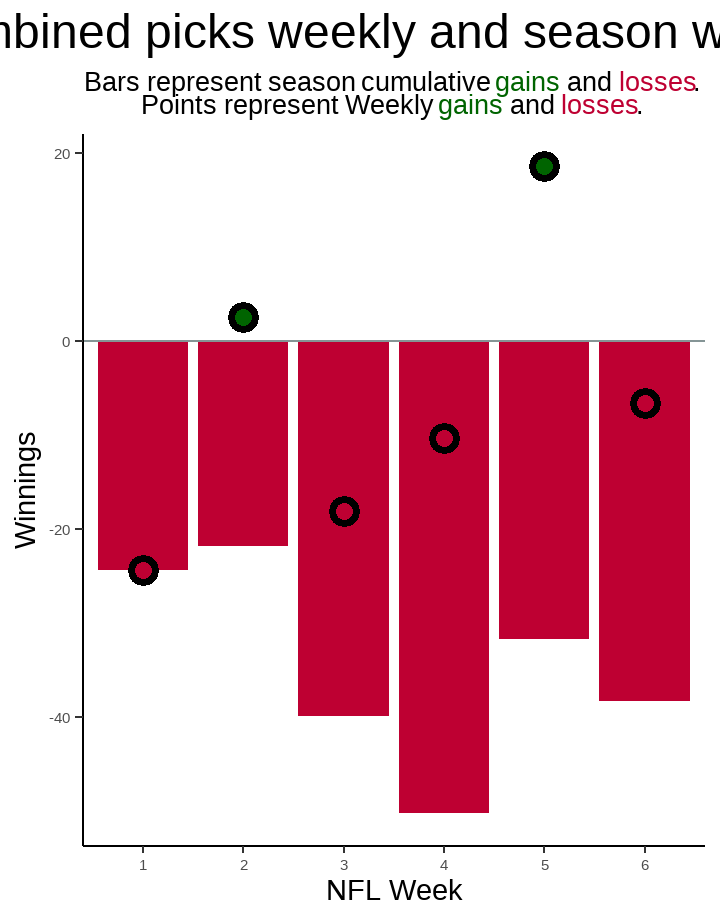 nbined picks weekly and season w
Bars represent season cumulative gains and losses.
Points represent Weekly gains and losses.
20
0
-20
-40
Winnings
1 2 3 4 5 6
NFL Week